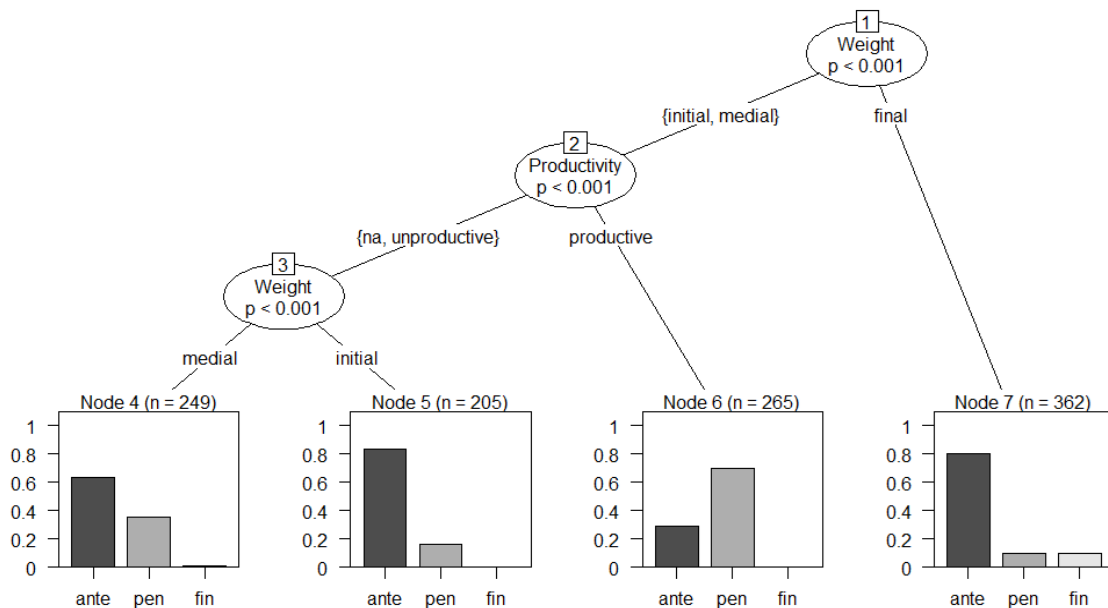 1
Weight
p < 0.001
{initial, medial} final
2
Productivity
p < 0.001
{na, unproductive} productive
3
Weight
p < 0.001
medial initial
Node 4 (n = 249) Node 5 (n = 205) Node 6 (n = 265) Node 7 (n = 362)
1 1 1 1
0.8 0.8 0.8 0.8
0.6 0.6 0.6 0.6
0.4 0.4 0.4 0.4
0.2 0.2 0.2 0.2
0 0 0 0
ante pen fin ante pen fin ante pen fin ante pen fin